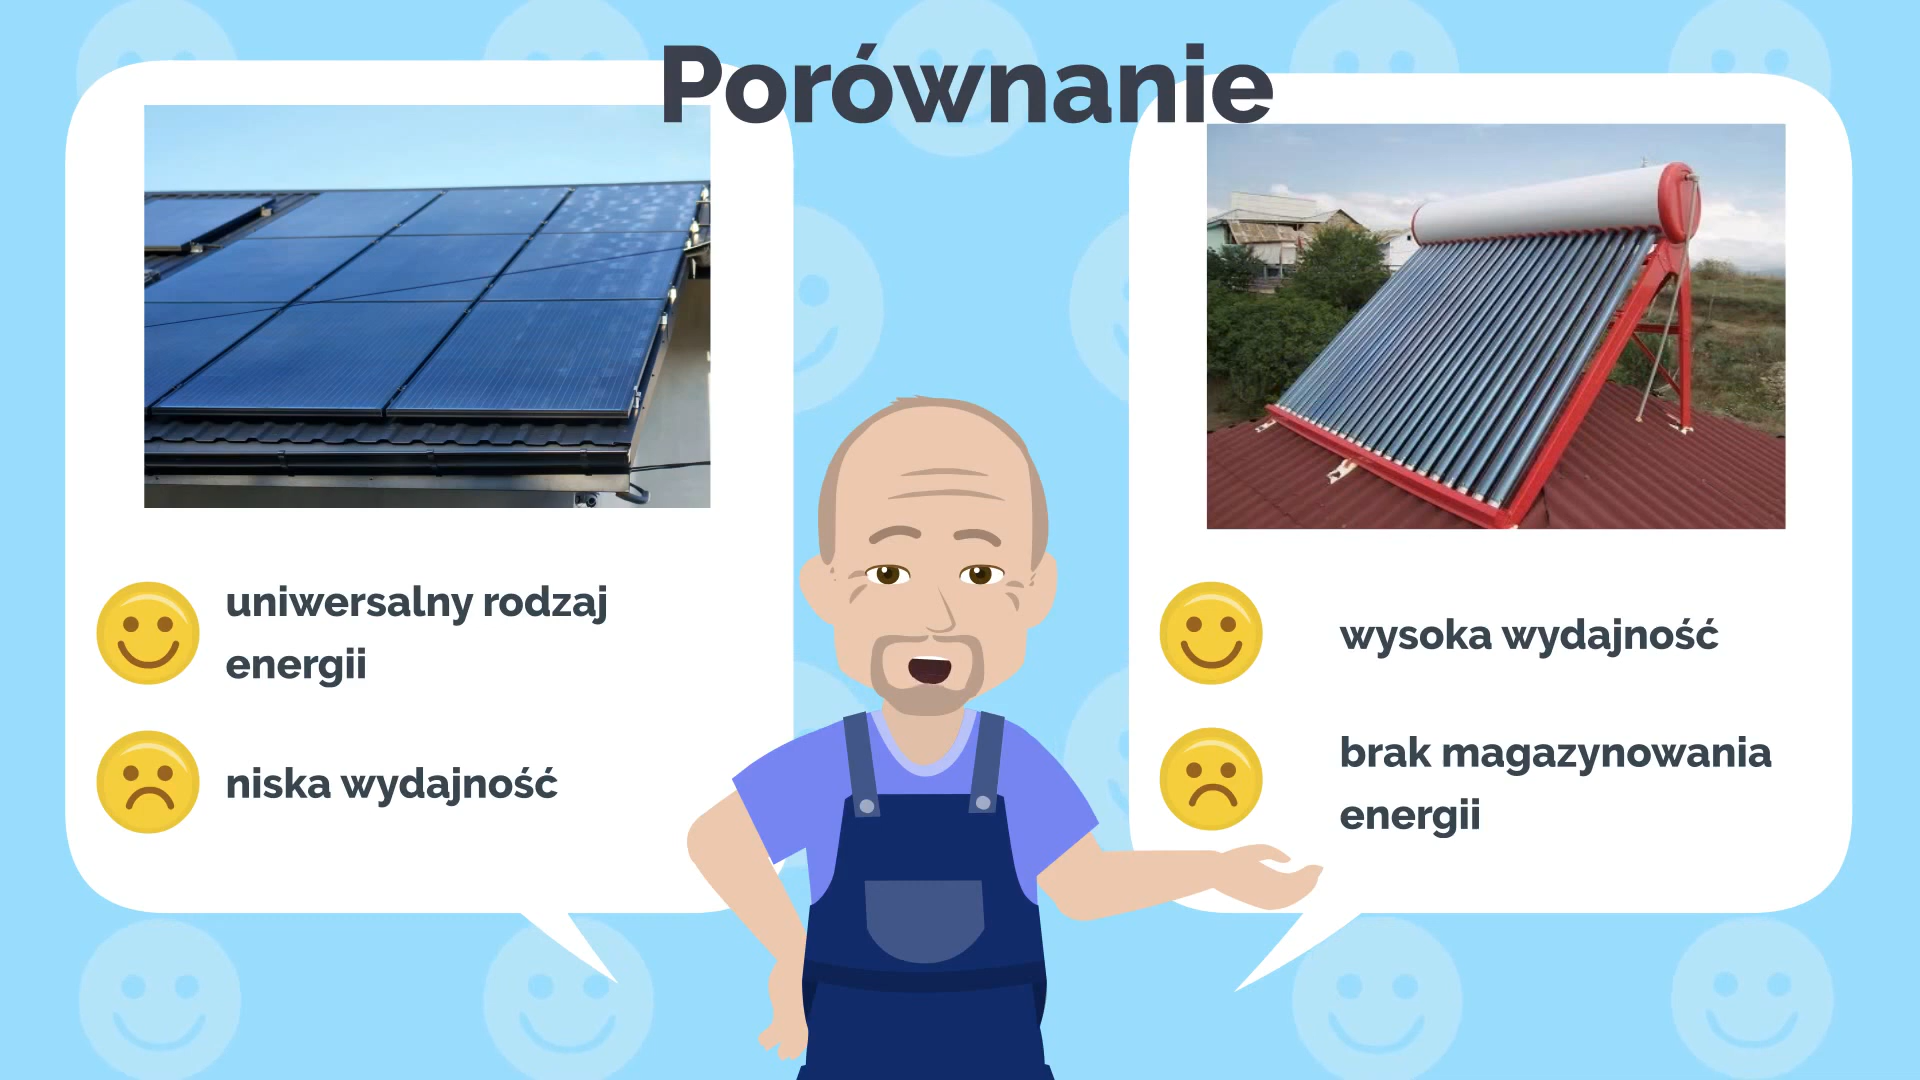 Porównanie
uniwersalny rodzaj
energii
niska wydajność
wysoka wydajność
brak magazynowania
energii